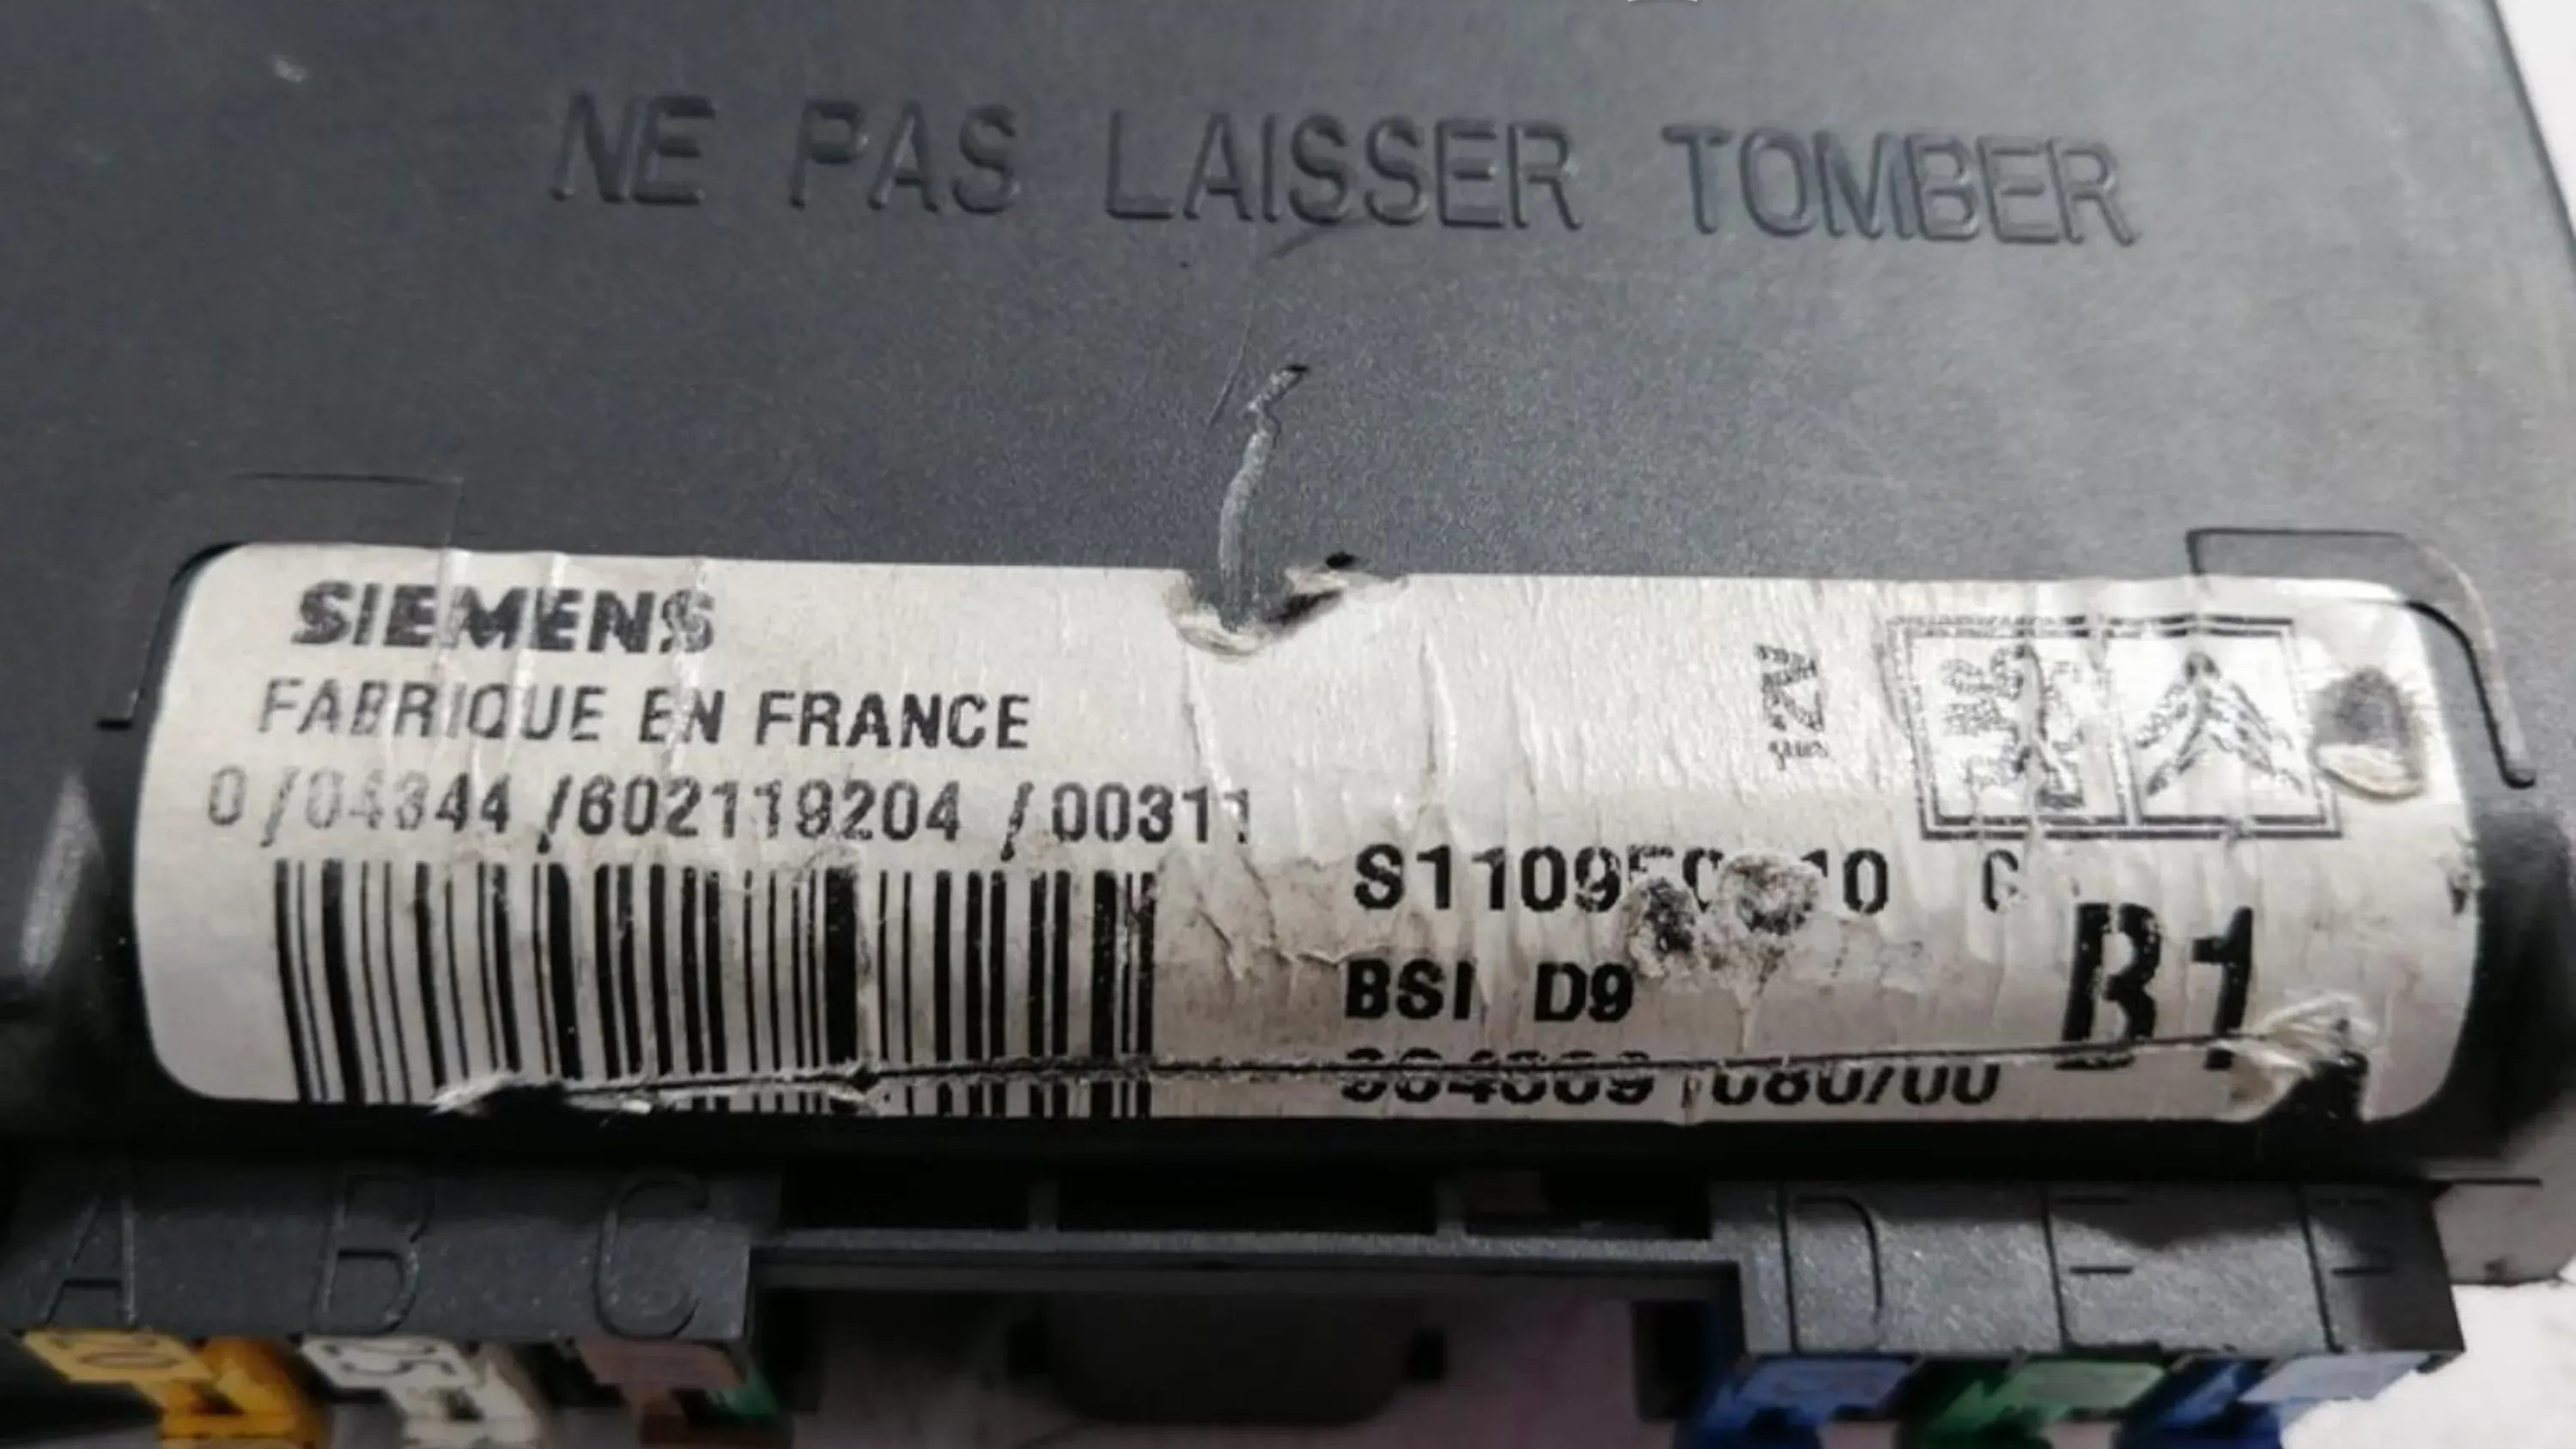 NE PAS LAISSER TOMBER
SIEMENS
FABRIQUE EN FRANCE
0/04344/602119204/00311
BSI D9
B1
A B C D E F